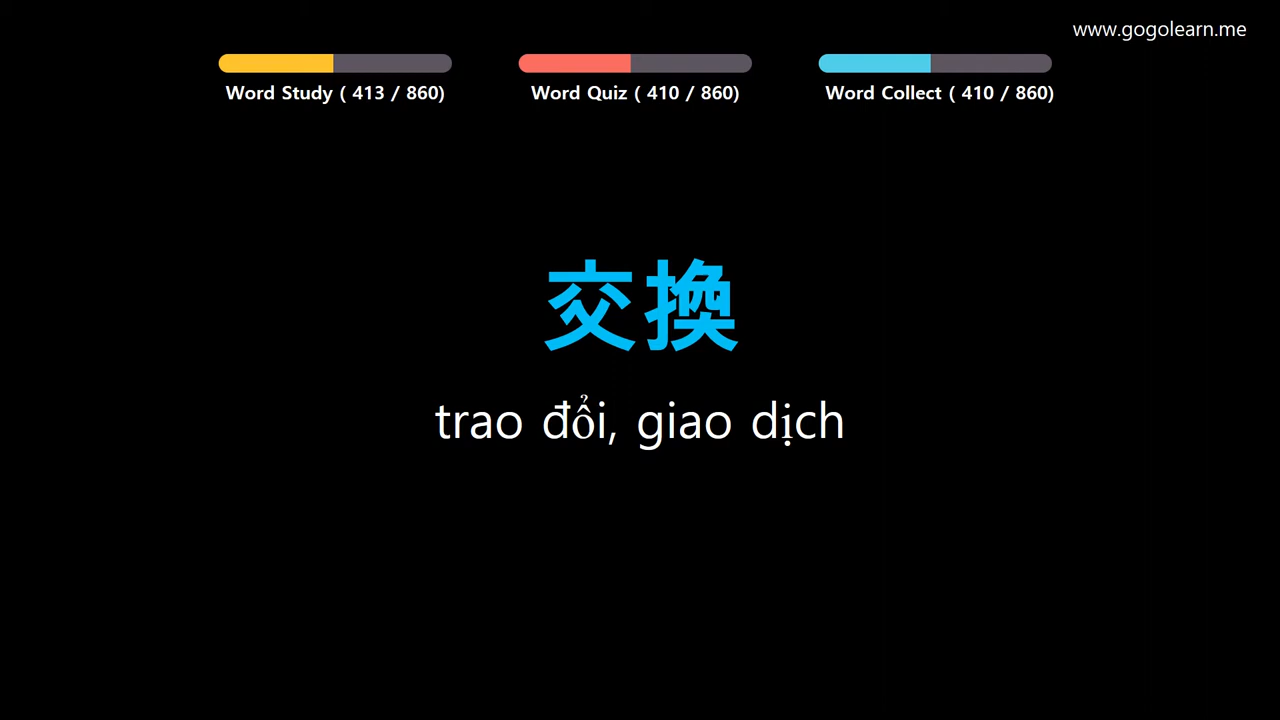 www.gogolearn.me
Word Study ( 413 / 860)
Word Quiz ( 410 / 860)
Word Collect ( 410 / 860)
交換
trao đổi, giao dịch